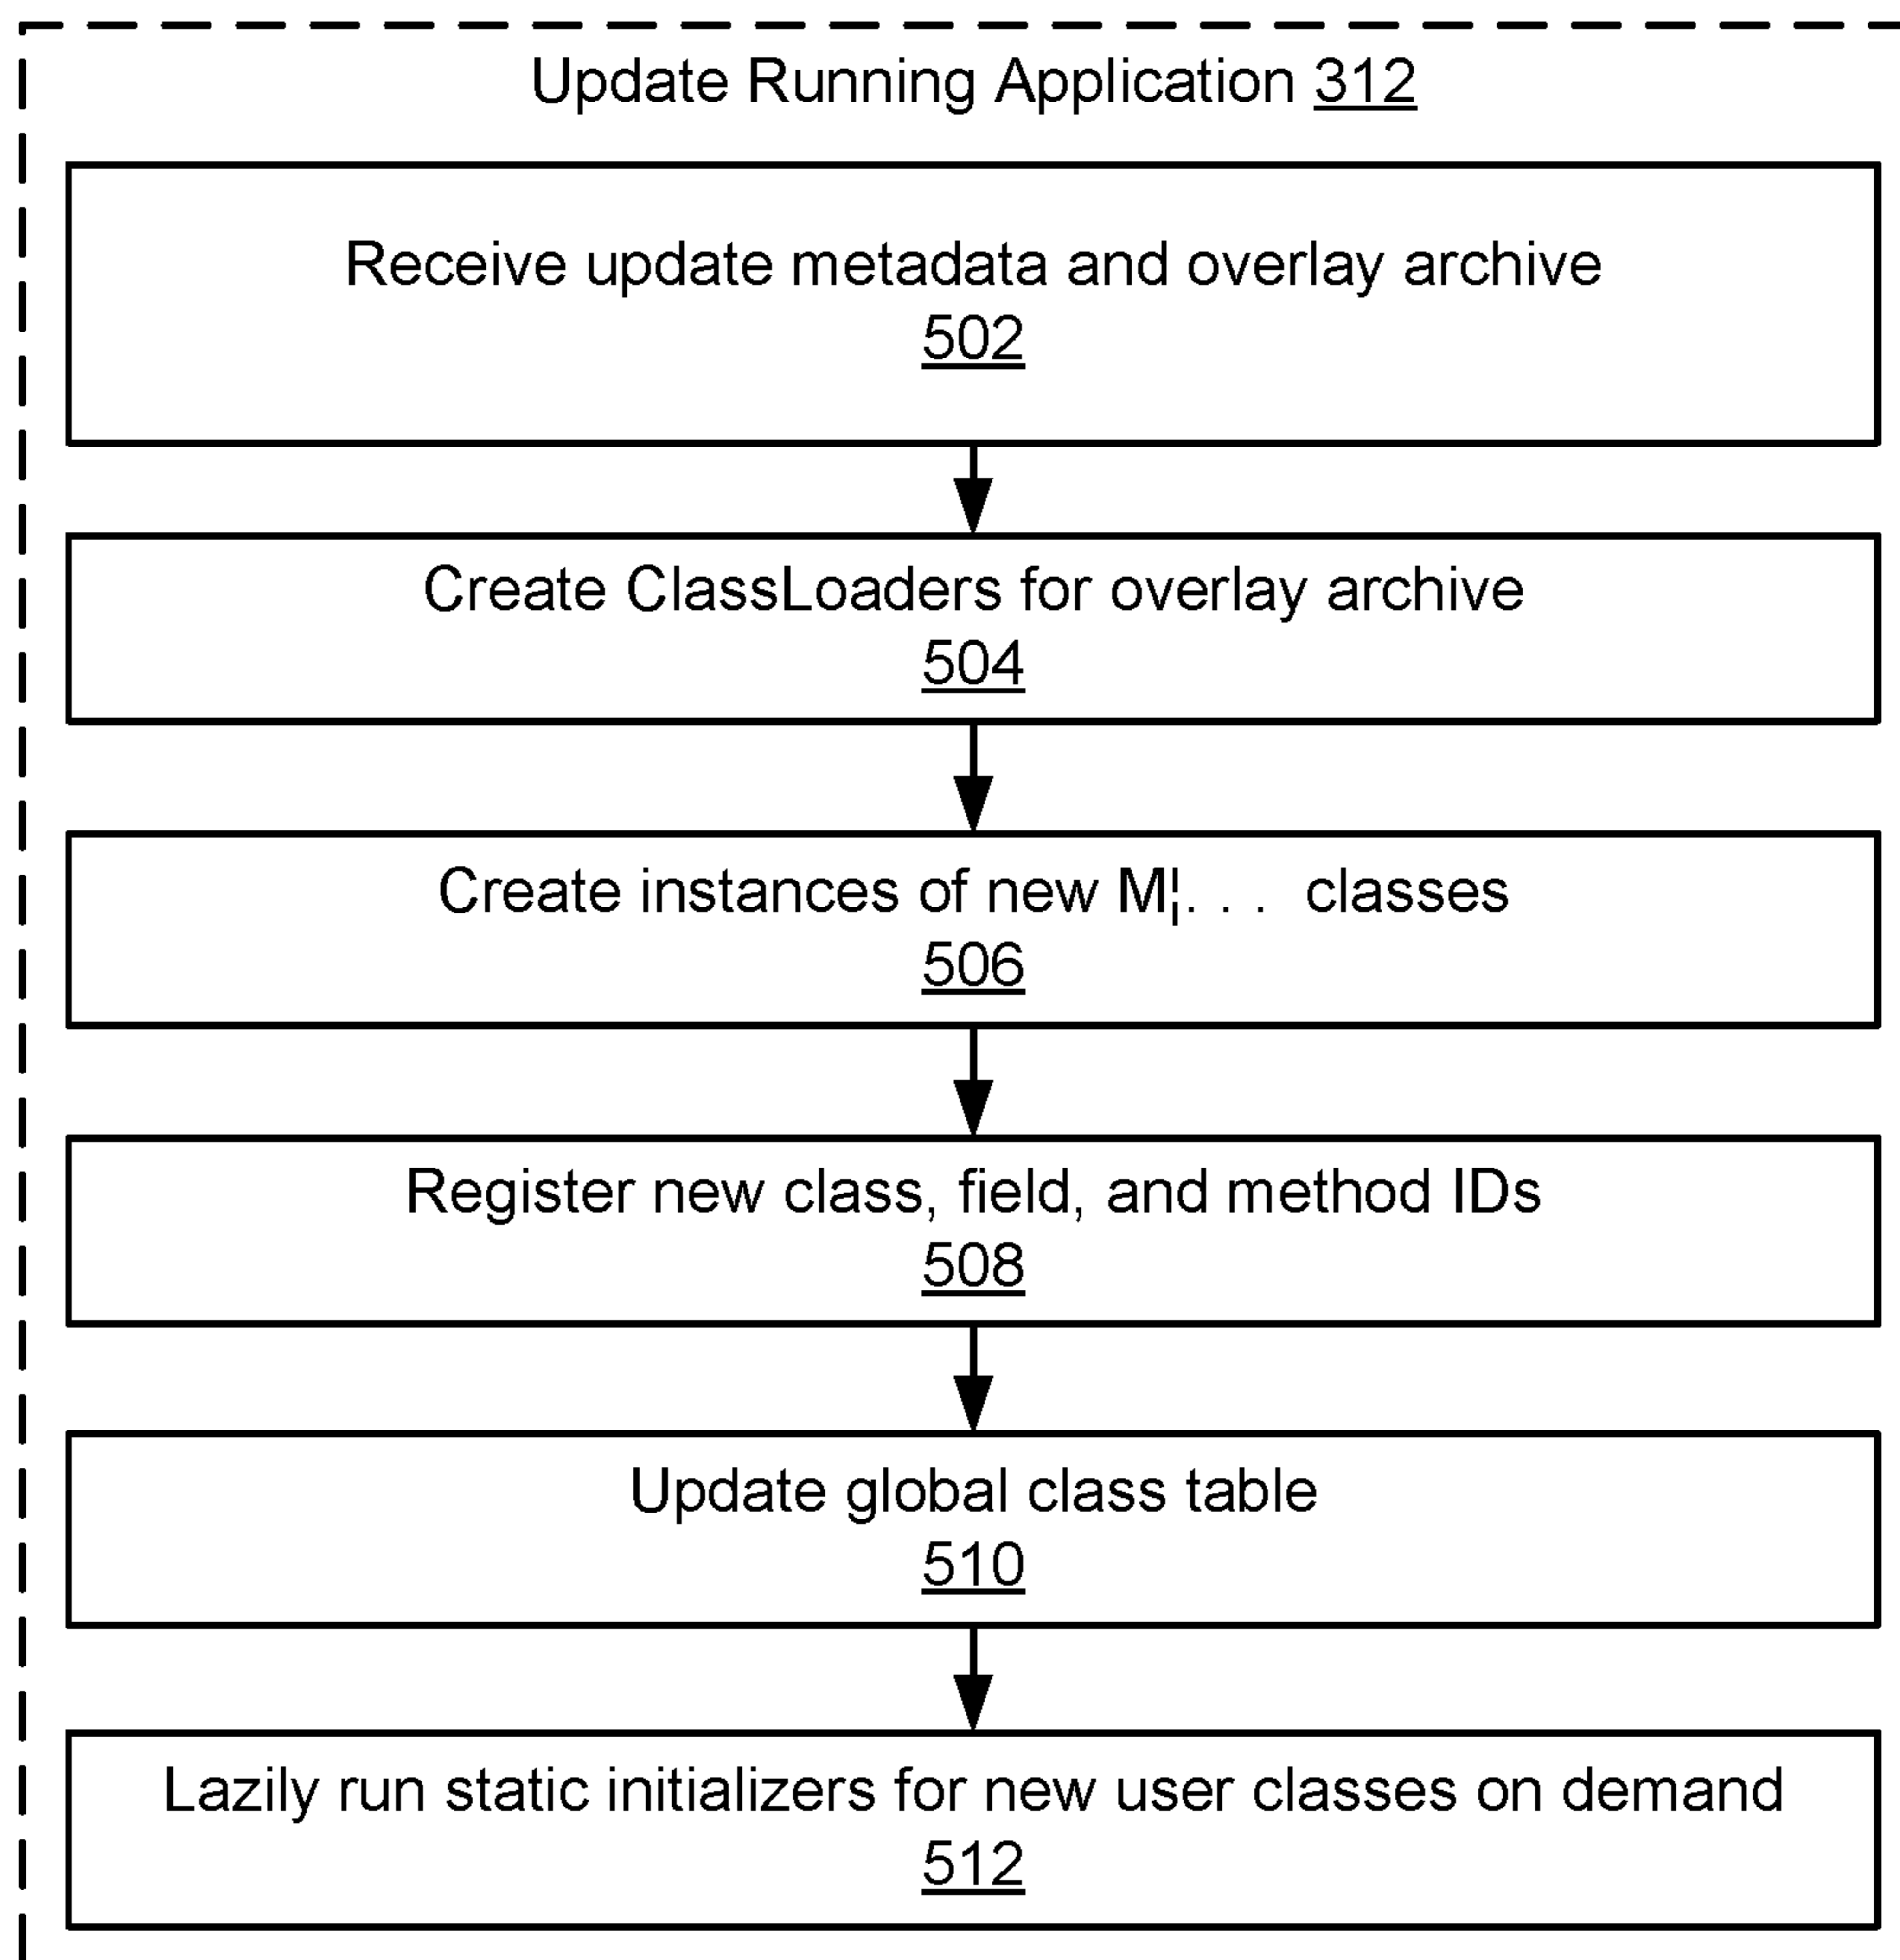 Update Running Application 312
Receive update metadata and overlay archive
502
Create ClassLoaders for overlay archive
504
Create instances of new M¦. . . classes
506
Register new class, field, and method IDs
508
Update global class table
510
Lazily run static initializers for new user classes on demand
512